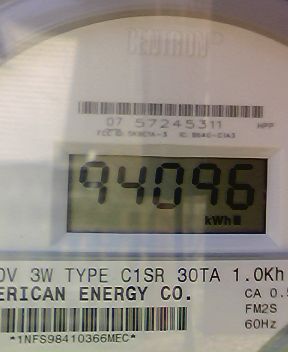 CENTRON®
07 57245311 HPP
94096
kWh
0V 3W TYPE C1SR 30TA 1.0Kh
ERICAN ENERGY CO. CA 0.5
FM2S
60Hz
*1NFS98410366MEC*